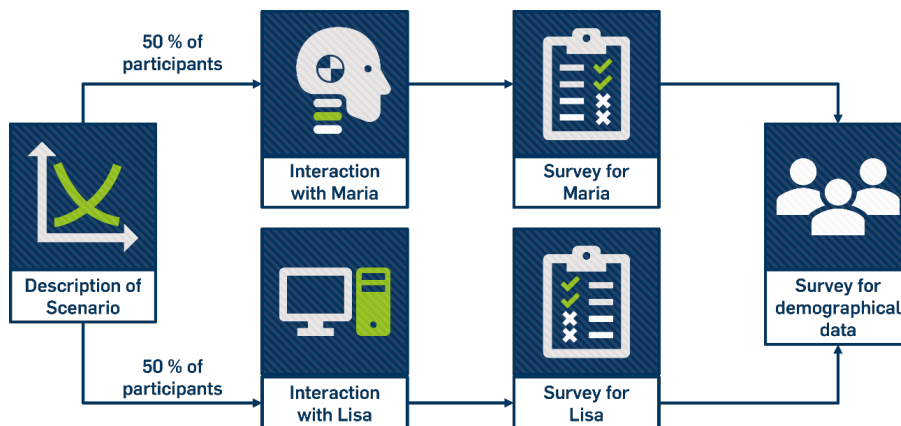 50 % of
participants
Interaction
with Maria
Survey for
Maria
Description of
Scenario
Survey for
demographical
data
50 % of
participants
Interaction
with Lisa
Survey for
Lisa